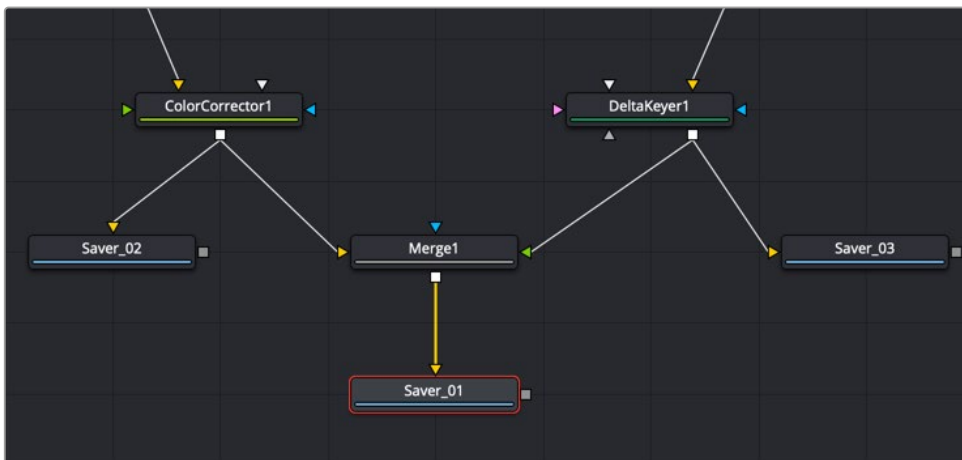 ColorCorrector1
DeltaKeyer1
Saver_02
Merge1
Saver_03
Saver_01